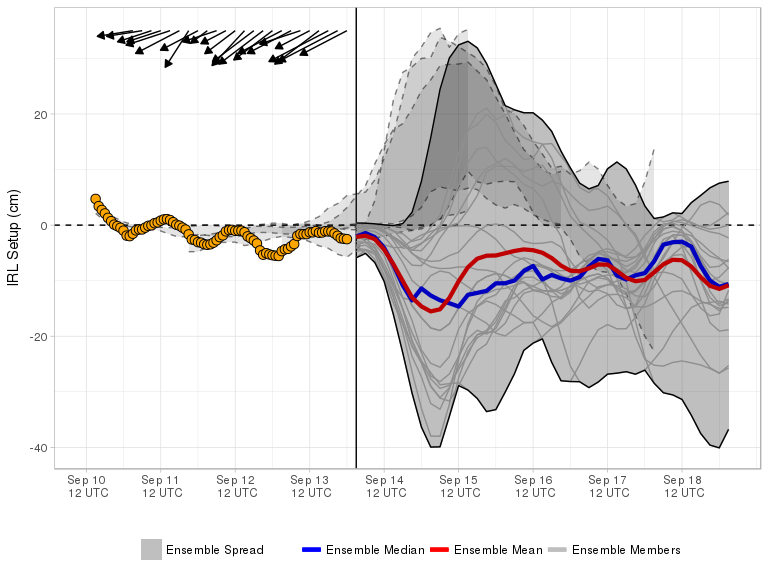 IRL Setup (cm)
20
0
-20
-40
Sep 10 Sep 11 Sep 12 Sep 13 Sep 14 Sep 15 Sep 16 Sep 17 Sep 18
12 UTC 12 UTC 12 UTC 12 UTC 12 UTC 12 UTC 12 UTC 12 UTC 12 UTC
Ensemble Spread Ensemble Median Ensemble Mean Ensemble Members